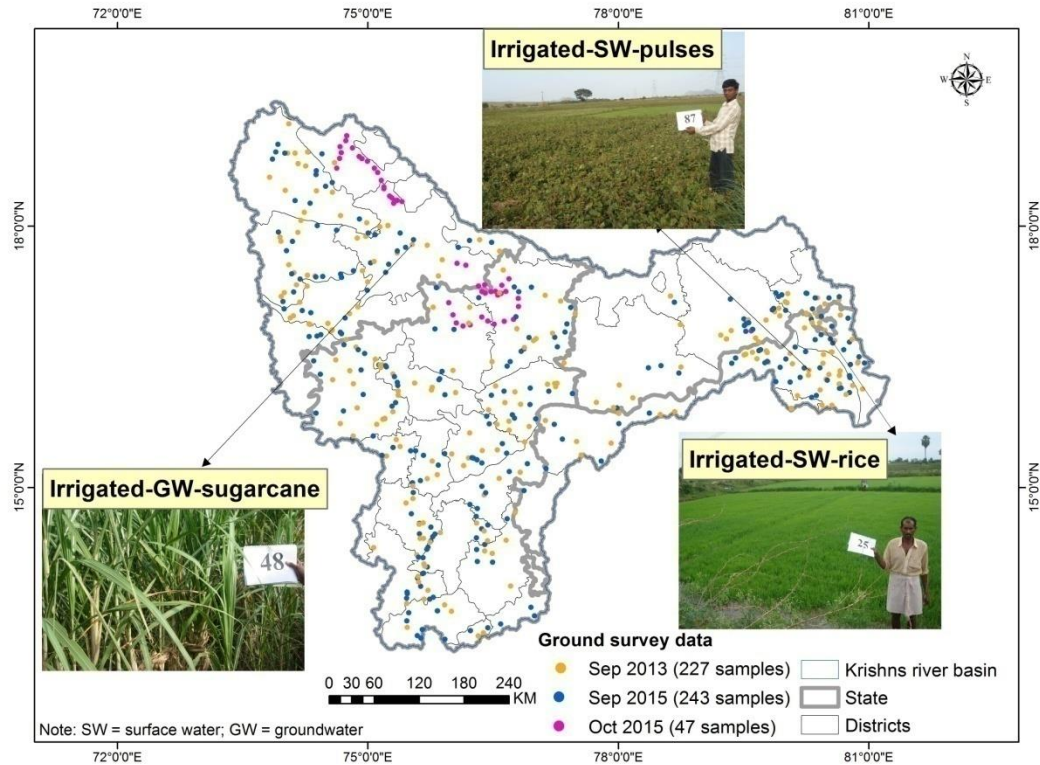 72°0'0"E 75°0'0"E 78°0'0"E 81°0'0"E
Irrigated-SW-pulses
N
W E
S
87
18°0'0"N 18°0'0"N
Irrigated-GW-sugarcane
48
Irrigated-SW-rice
25
15°0'0"N 15°0'0"N
Ground survey data
Sep 2013 (227 samples) Krishns river basin
Sep 2015 (243 samples) State
Oct 2015 (47 samples) Districts
0 30 60 120 180 240
KM
Note: SW = surface water; GW = groundwater
72°0'0"E 75°0'0"E 78°0'0"E 81°0'0"E